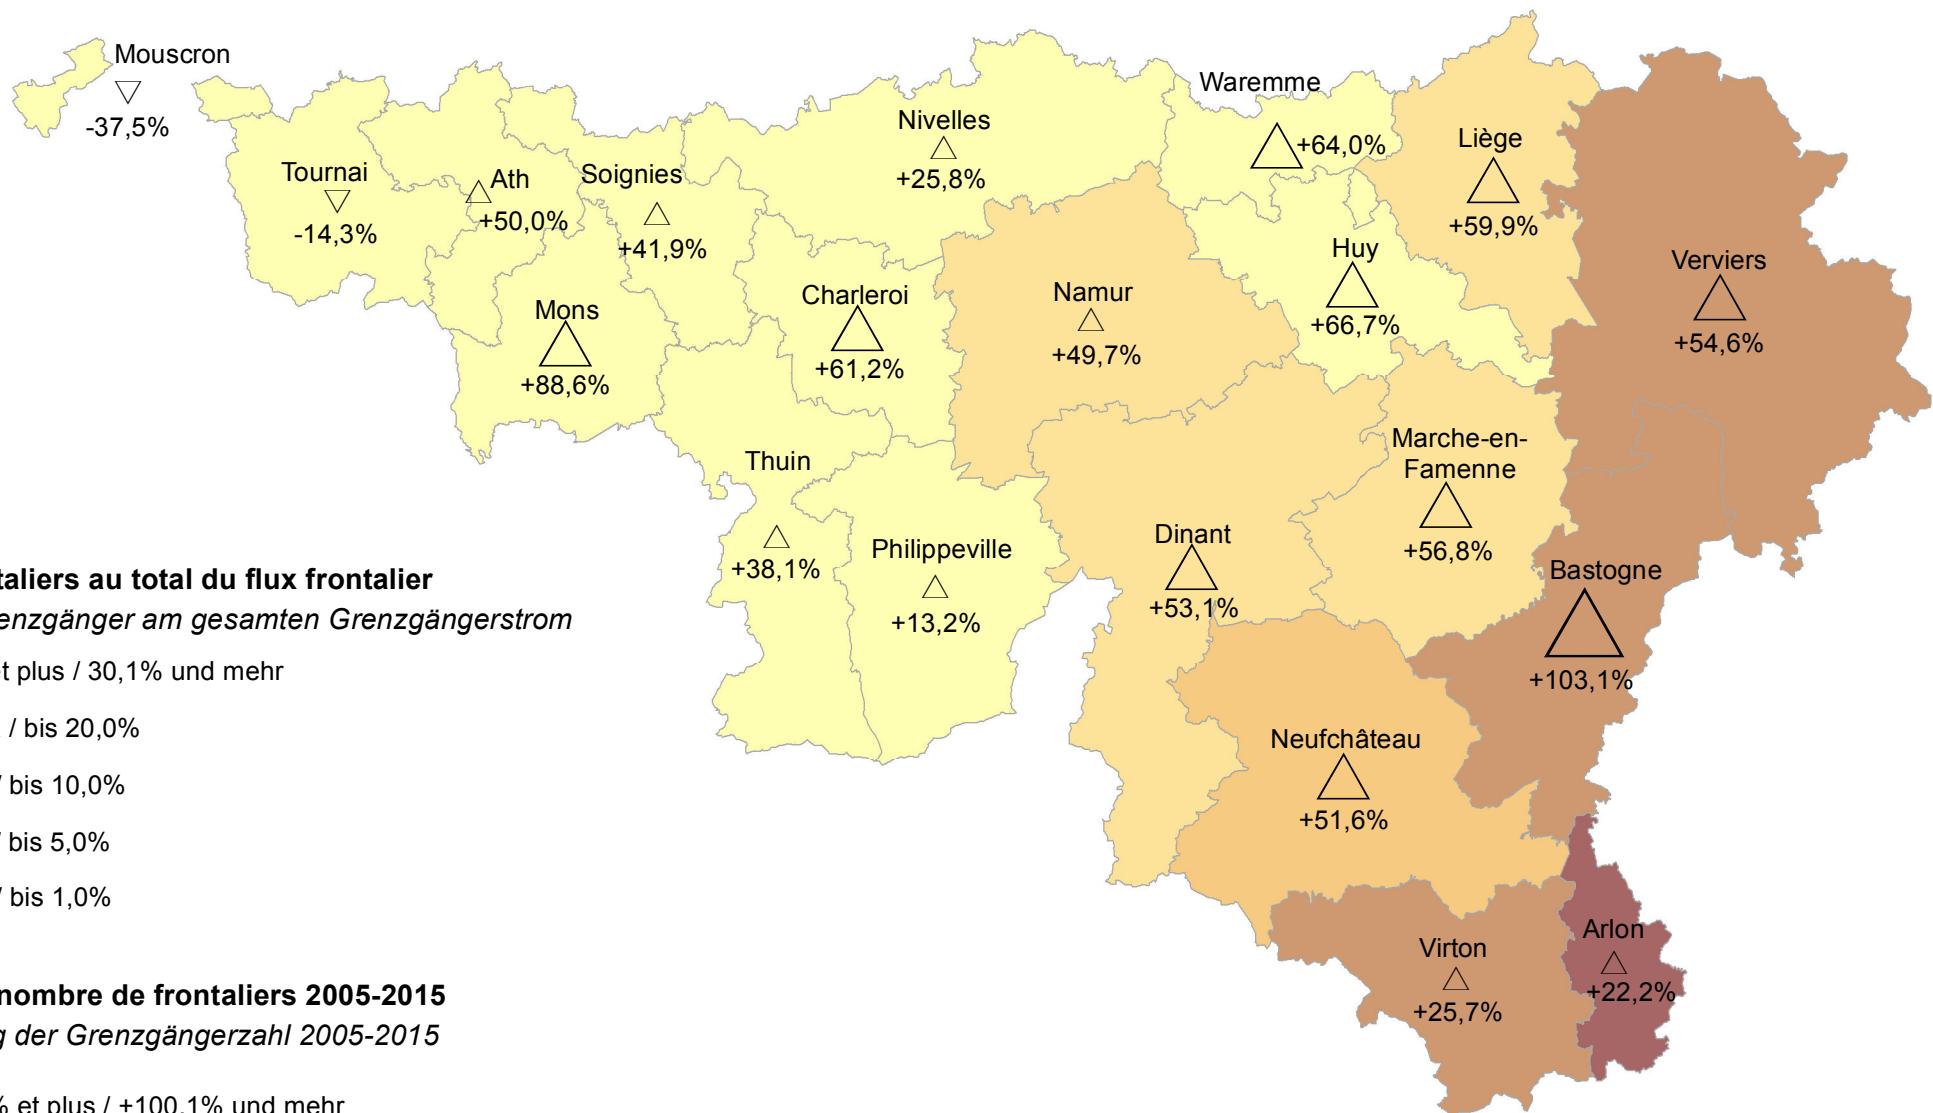 Mouscron
-37,5%
Tournai
-14,3%
Ath
+50,0%
Soignies
+41,9%
Nivelles
+25,8%
Waremme
+64,0%
Liège
+59,9%
Huy
+66,7%
Verviers
+54,6%
Mons
+88,6%
Charleroi
+61,2%
Namur
+49,7%
Thuin
+38,1%
Philippeville
+13,2%
Dinant
+53,1%
Marche-en-
Famenne
+56,8%
Bastogne
+103,1%
Neufchâteau
+51,6%
Virton
+25,7%
Arlon
+22,2%
taliers au total du flux frontalier
enzgänger am gesamten Grenzgängerstrom
et plus / 30,1% und mehr
/ bis 20,0%
/ bis 10,0%
/ bis 5,0%
/ bis 1,0%
nombre de frontaliers 2005-2015
g der Grenzgängerzahl 2005-2015
% et plus / +100,1% und mehr